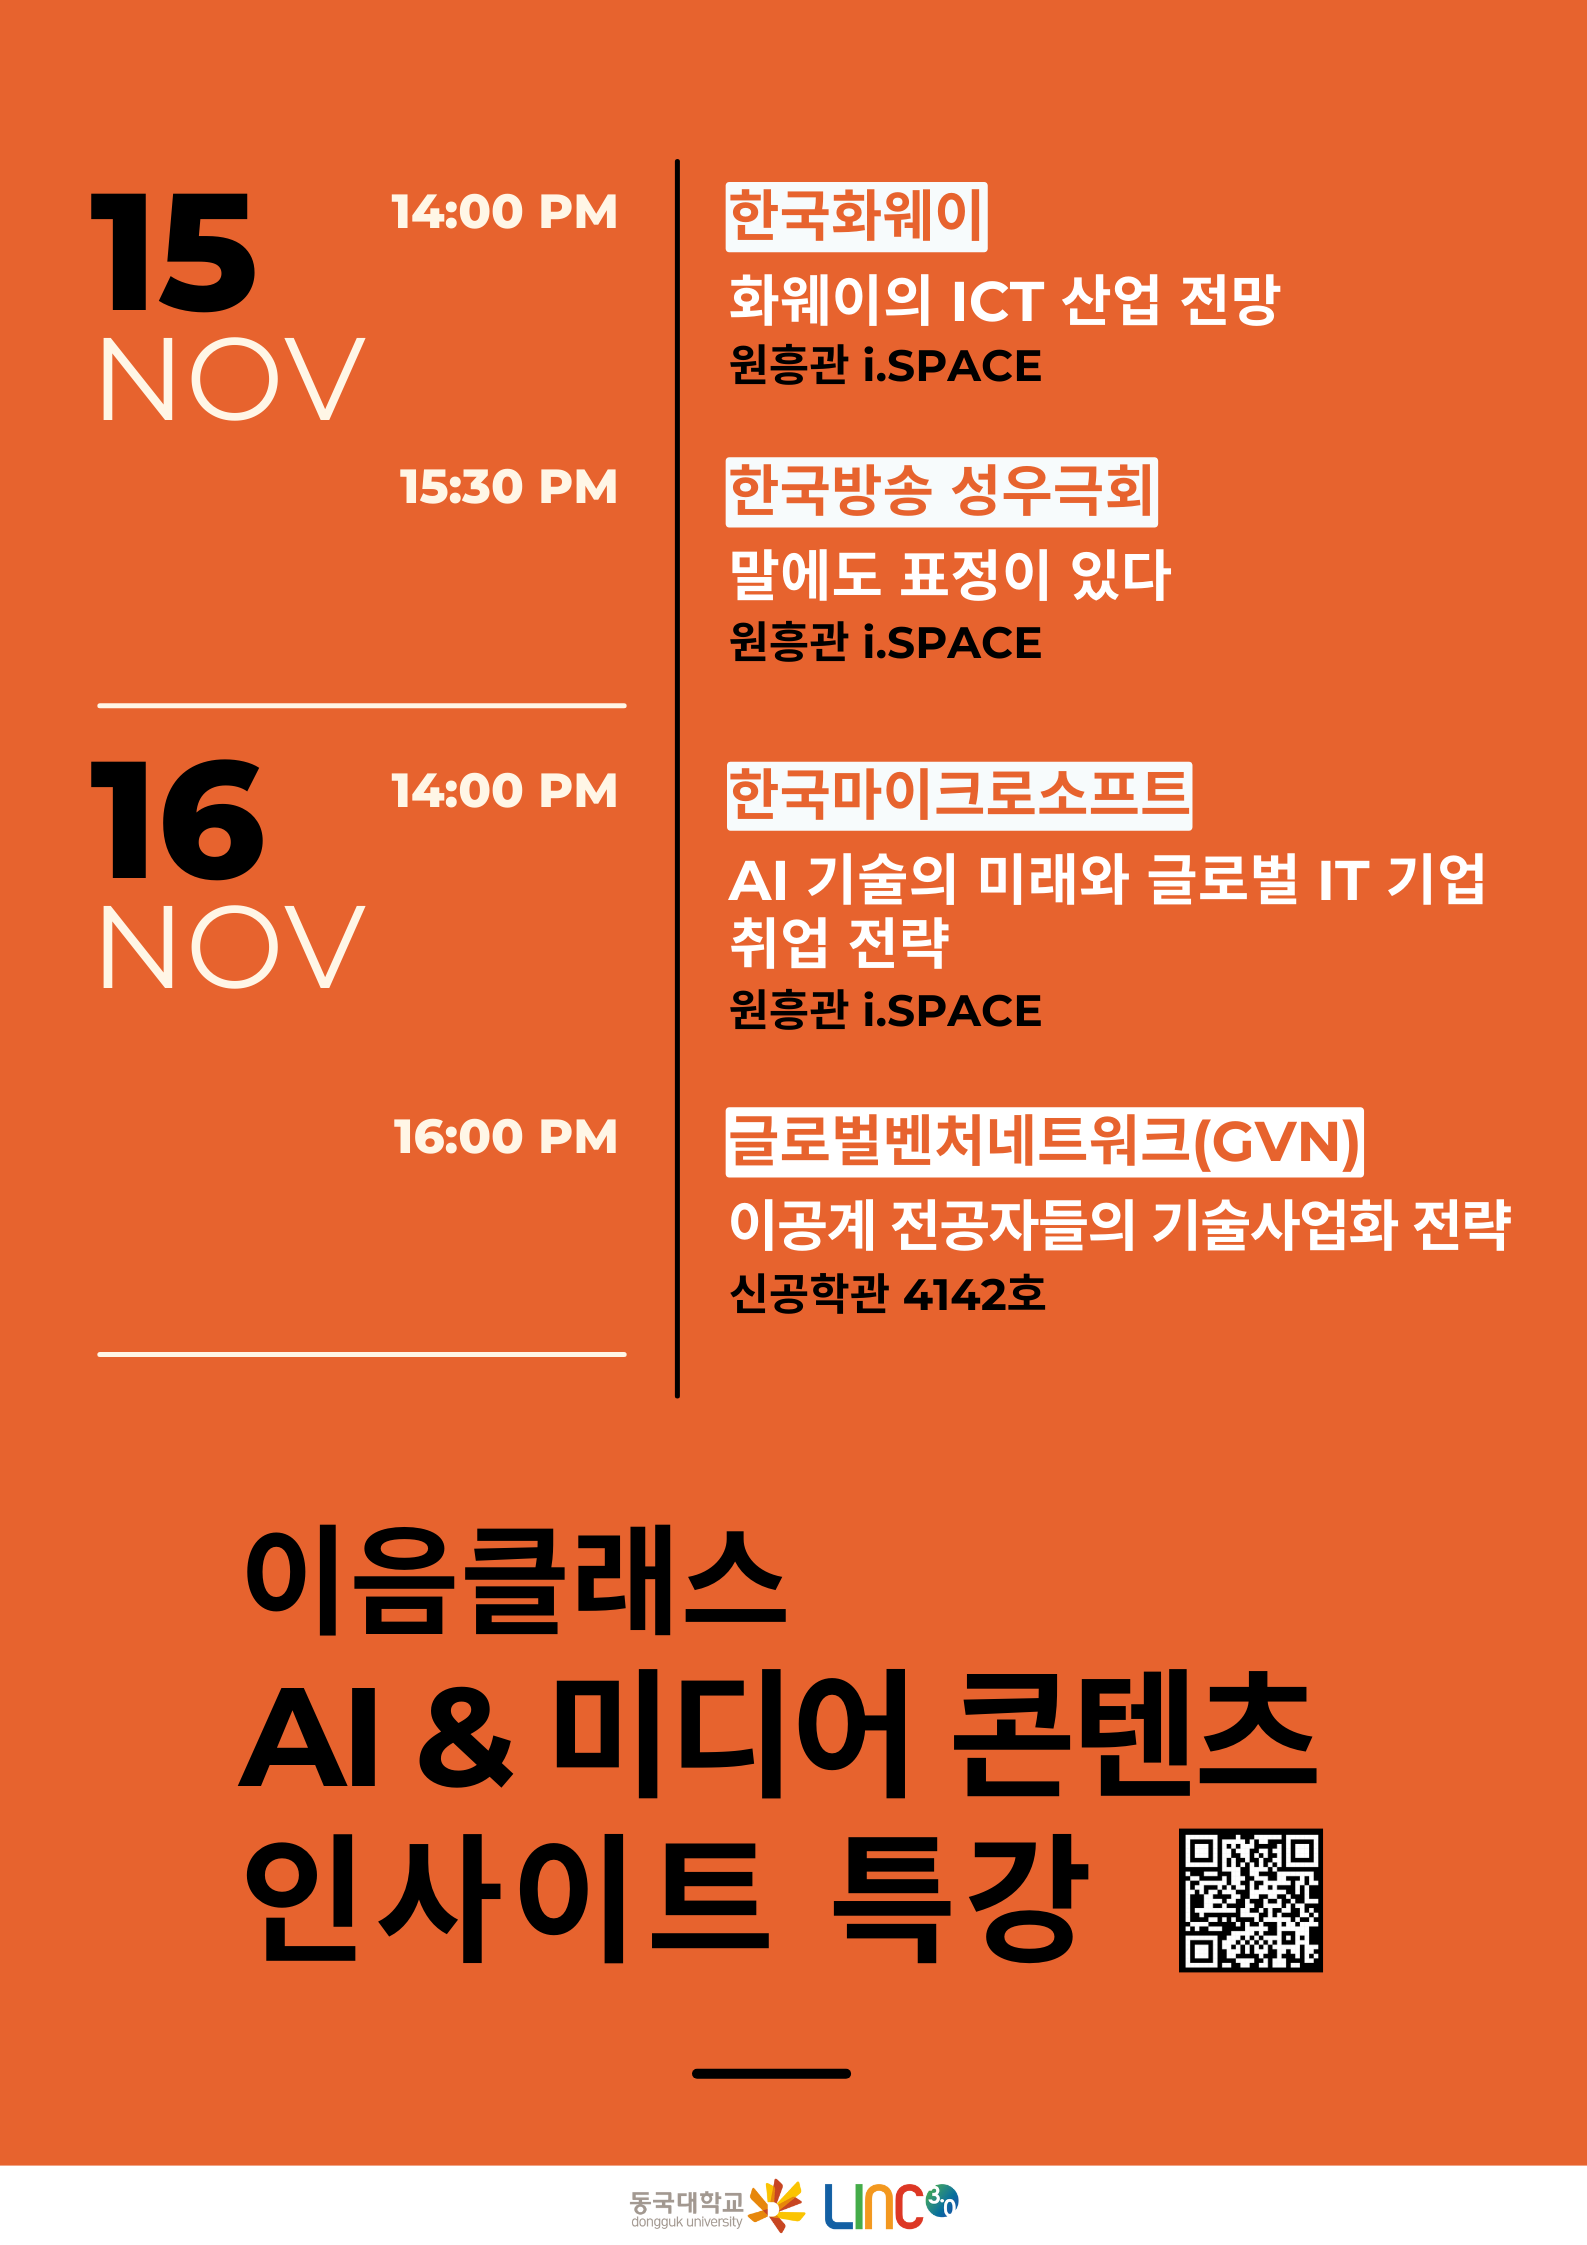 15
NOV
14:00 PM
한국화웨이
화웨이의 ICT 산업 전망
원흥관 i.SPACE
15:30 PM
한국방송 성우극회
말에도 표정이 있다
원흥관 i.SPACE
16
NOV
14:00 PM
한국마이크로소프트
AI 기술의 미래와 글로벌 IT 기업
취업 전략
원흥관 i.SPACE
16:00 PM
글로벌벤처네트워크(GVN)
이공계 전공자들의 기술사업화 전략
신공학관 4142호
이음클래스
AI & 미디어 콘텐츠
인사이트 특강
동국대학교
dongguk university
LINC 3.0